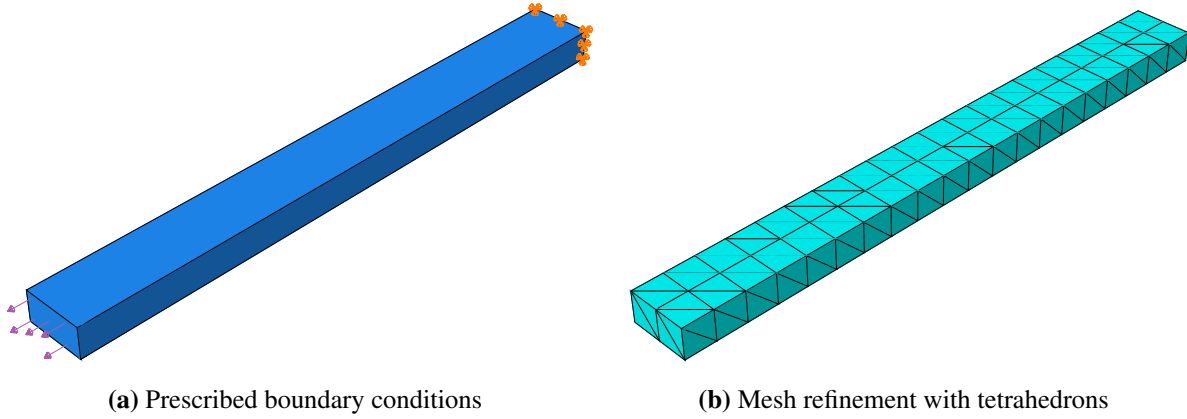 (a) Prescribed boundary conditions
(b) Mesh refinement with tetrahedrons